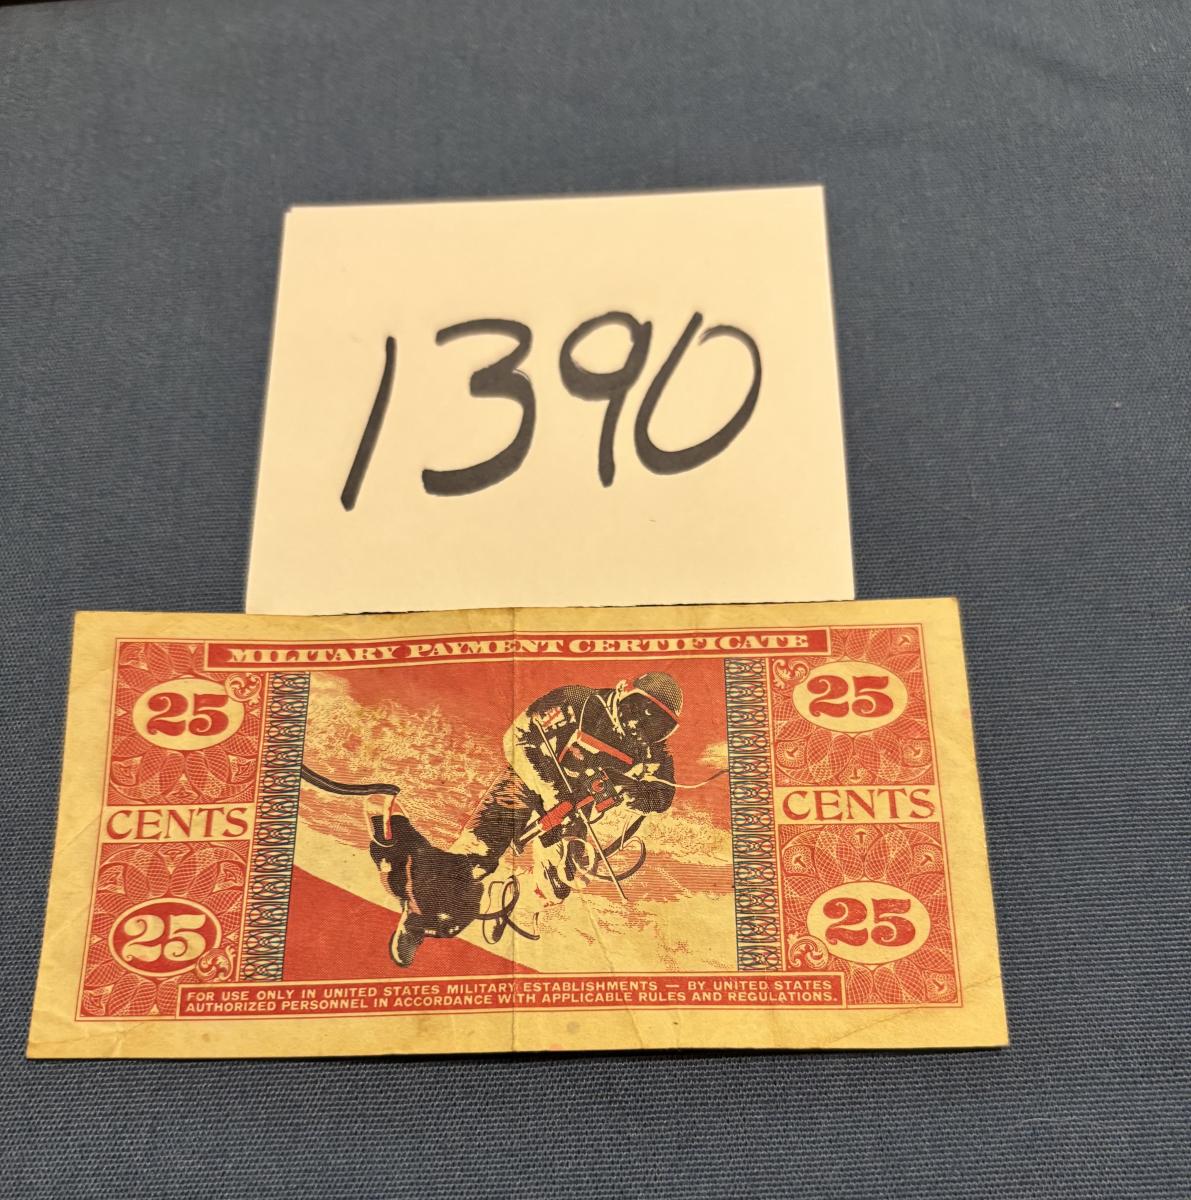 1390
MILITARY PAYMENT CERTIFICATE
25 25
CENTS CENTS
25 25
FOR USE ONLY IN UNITED STATES MILITARY ESTABLISHMENTS — BY UNITED STATES
AUTHORIZED PERSONNEL IN ACCORDANCE WITH APPLICABLE RULES AND REGULATIONS.